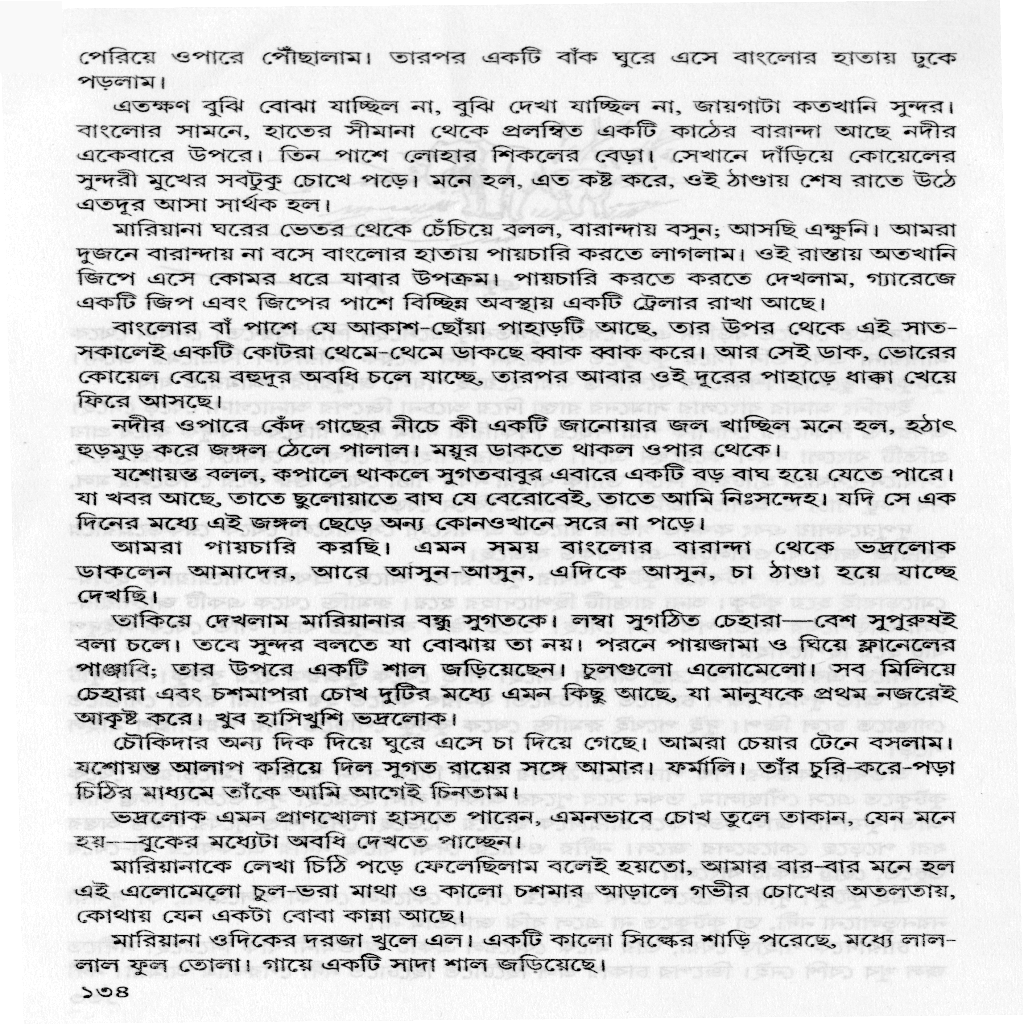 পেরিয়ে ওপারে পৌঁছালাম। তারপর একটি বাঁক ঘুরে এসে বাংলোর হাতায় ঢুকে
পড়লাম।
এতক্ষণ বুঝি বোঝা যাচ্ছিল না, বুঝি দেখা যাচ্ছিল না, জায়গাটা কতখানি সুন্দর।
বাংলোর সামনে, হাতের সীমানা থেকে প্রলম্বিত একটি কাঠের বারান্দা আছে নদীর
একেবারে উপরে। তিন পাশে লোহার শিকলের বেড়া। সেখানে দাঁড়িয়ে কোয়েলের
সুন্দরী মুখের সবটুকু চোখে পড়ে। মনে হল, এত কষ্ট করে, ওই ঠাণ্ডায় শেষ রাতে উঠে
এতদূর আসা সার্থক হল।
মারিয়ানা ঘরের ভেতর থেকে চেঁচিয়ে বলল, বারান্দায় বসুন; আসছি এক্ষুনি। আমরা
দুজনে বারান্দায় না বসে বাংলোর হাতায় পায়চারি করতে লাগলাম। ওই রাস্তায় অতখানি
জিপে এসে কোমর ধরে যাবার উপক্রম। পায়চারি করতে করতে দেখলাম, গ্যারেজে
একটি জিপ এবং জিপের পাশে বিচ্ছিন্ন অবস্থায় একটি ট্রেলার রাখা আছে।
বাংলোর বাঁ পাশে যে আকাশ-ছোঁয়া পাহাড়টি আছে, তার উপর থেকে এই সাত-
সকালেই একটি কোটরা থেমে-থেমে ডাকছে ব্বাক ব্বাক করে। আর সেই ডাক, ভোরের
কোয়েল বেয়ে বহুদূর অবধি চলে যাচ্ছে, তারপর আবার ওই দূরের পাহাড়ে ধাক্কা খেয়ে
ফিরে আসছে।
নদীর ওপারে কেঁদ গাছের নীচে কী একটি জানোয়ার জল খাচ্ছিল মনে হল, হঠাৎ
হুড়মুড় করে জঙ্গল ঠেলে পালাল। ময়ূর ডাকতে থাকল ওপার থেকে।
যশোয়ন্ত বলল, কপালে থাকলে সুগতবাবুর এবারে একটি বড় বাঘ হয়ে যেতে পারে।
যা খবর আছে, তাতে ছুলোয়াতে বাঘ যে বেরোবেই, তাতে আমি নিঃসন্দেহ। যদি সে এক
দিনের মধ্যে এই জঙ্গল ছেড়ে অন্য কোনওখানে সরে না পড়ে।
আমরা পায়চারি করছি। এমন সময় বাংলোর বারান্দা থেকে ভদ্রলোক
ডাকলেন আমাদের, আরে আসুন-আসুন, এদিকে আসুন, চা ঠাণ্ডা হয়ে যাচ্ছে
দেখছি।
তাকিয়ে দেখলাম মারিয়ানার বন্ধু সুগতকে। লম্বা সুগঠিত চেহারা—বেশ সুপুরুষই
বলা চলে। তবে সুন্দর বলতে যা বোঝায় তা নয়। পরনে পায়জামা ও ঘিয়ে ফ্লানেলের
পাঞ্জাবি; তার উপরে একটি শাল জড়িয়েছেন। চুলগুলো এলোমেলো। সব মিলিয়ে
চেহারা এবং চশমাপরা চোখ দুটির মধ্যে এমন কিছু আছে, যা মানুষকে প্রথম নজরেই
আকৃষ্ট করে। খুব হাসিখুশি ভদ্রলোক।
চৌকিদার অন্য দিক দিয়ে ঘুরে এসে চা দিয়ে গেছে। আমরা চেয়ার টেনে বসলাম।
যশোয়ন্ত আলাপ করিয়ে দিল সুগত রায়ের সঙ্গে আমার। ফর্মালি। তাঁর চুরি-করে-পড়া
চিঠির মাধ্যমে তাঁকে আমি আগেই চিনতাম।
ভদ্রলোক এমন প্রাণখোলা হাসতে পারেন, এমনভাবে চোখ তুলে তাকান, যেন মনে
হয়—বুকের মধ্যেটা অবধি দেখতে পাচ্ছেন।
মারিয়ানাকে লেখা চিঠি পড়ে ফেলেছিলাম বলেই হয়তো, আমার বার-বার মনে হল
এই এলোমেলো চুল-ভরা মাথা ও কালো চশমার আড়ালে গভীর চোখের অতলতায়,
কোথায় যেন একটা বোবা কান্না আছে।
মারিয়ানা ওদিকের দরজা খুলে এল। একটি কালো সিল্কের শাড়ি পরেছে, মধ্যে লাল-
লাল ফুল তোলা। গায়ে একটি সাদা শাল জড়িয়েছে।
১৩৪